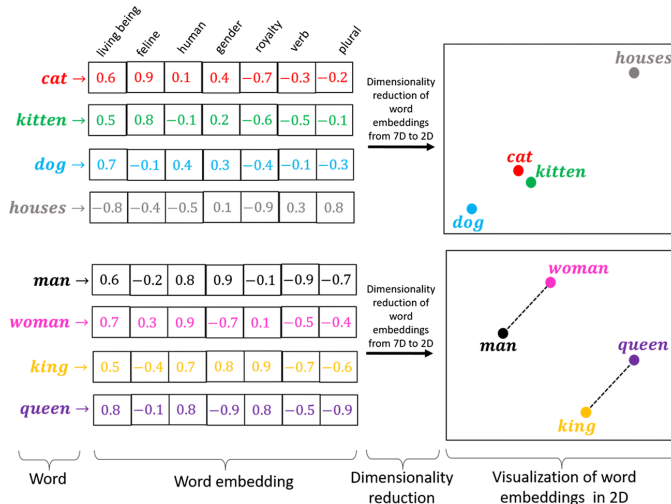 living being feline human gender royalty verb plural
cat → 0.6 0.9 0.1 0.4 −0.7 −0.3 −0.2
kitten → 0.5 0.8 −0.1 0.2 −0.6 −0.5 −0.1
dog → 0.7 −0.1 0.4 0.3 −0.4 −0.1 −0.3
houses → −0.8 −0.4 −0.5 0.1 −0.9 0.3 0.8
Dimensionality
reduction of
word
embeddings
from 7D to 2D
houses
cat
kitten
dog
man → 0.6 −0.2 0.8 0.9 −0.1 −0.9 −0.7
woman → 0.7 0.3 0.9 −0.7 0.1 −0.5 −0.4
king → 0.5 −0.4 0.7 0.8 0.9 −0.7 −0.6
queen → 0.8 −0.1 0.8 −0.9 0.8 −0.5 −0.9
Dimensionality
reduction of
word
embeddings
from 7D to 2D
woman
man
queen
king
Word
Word embedding
Dimensionality
reduction
Visualization of word
embeddings in 2D